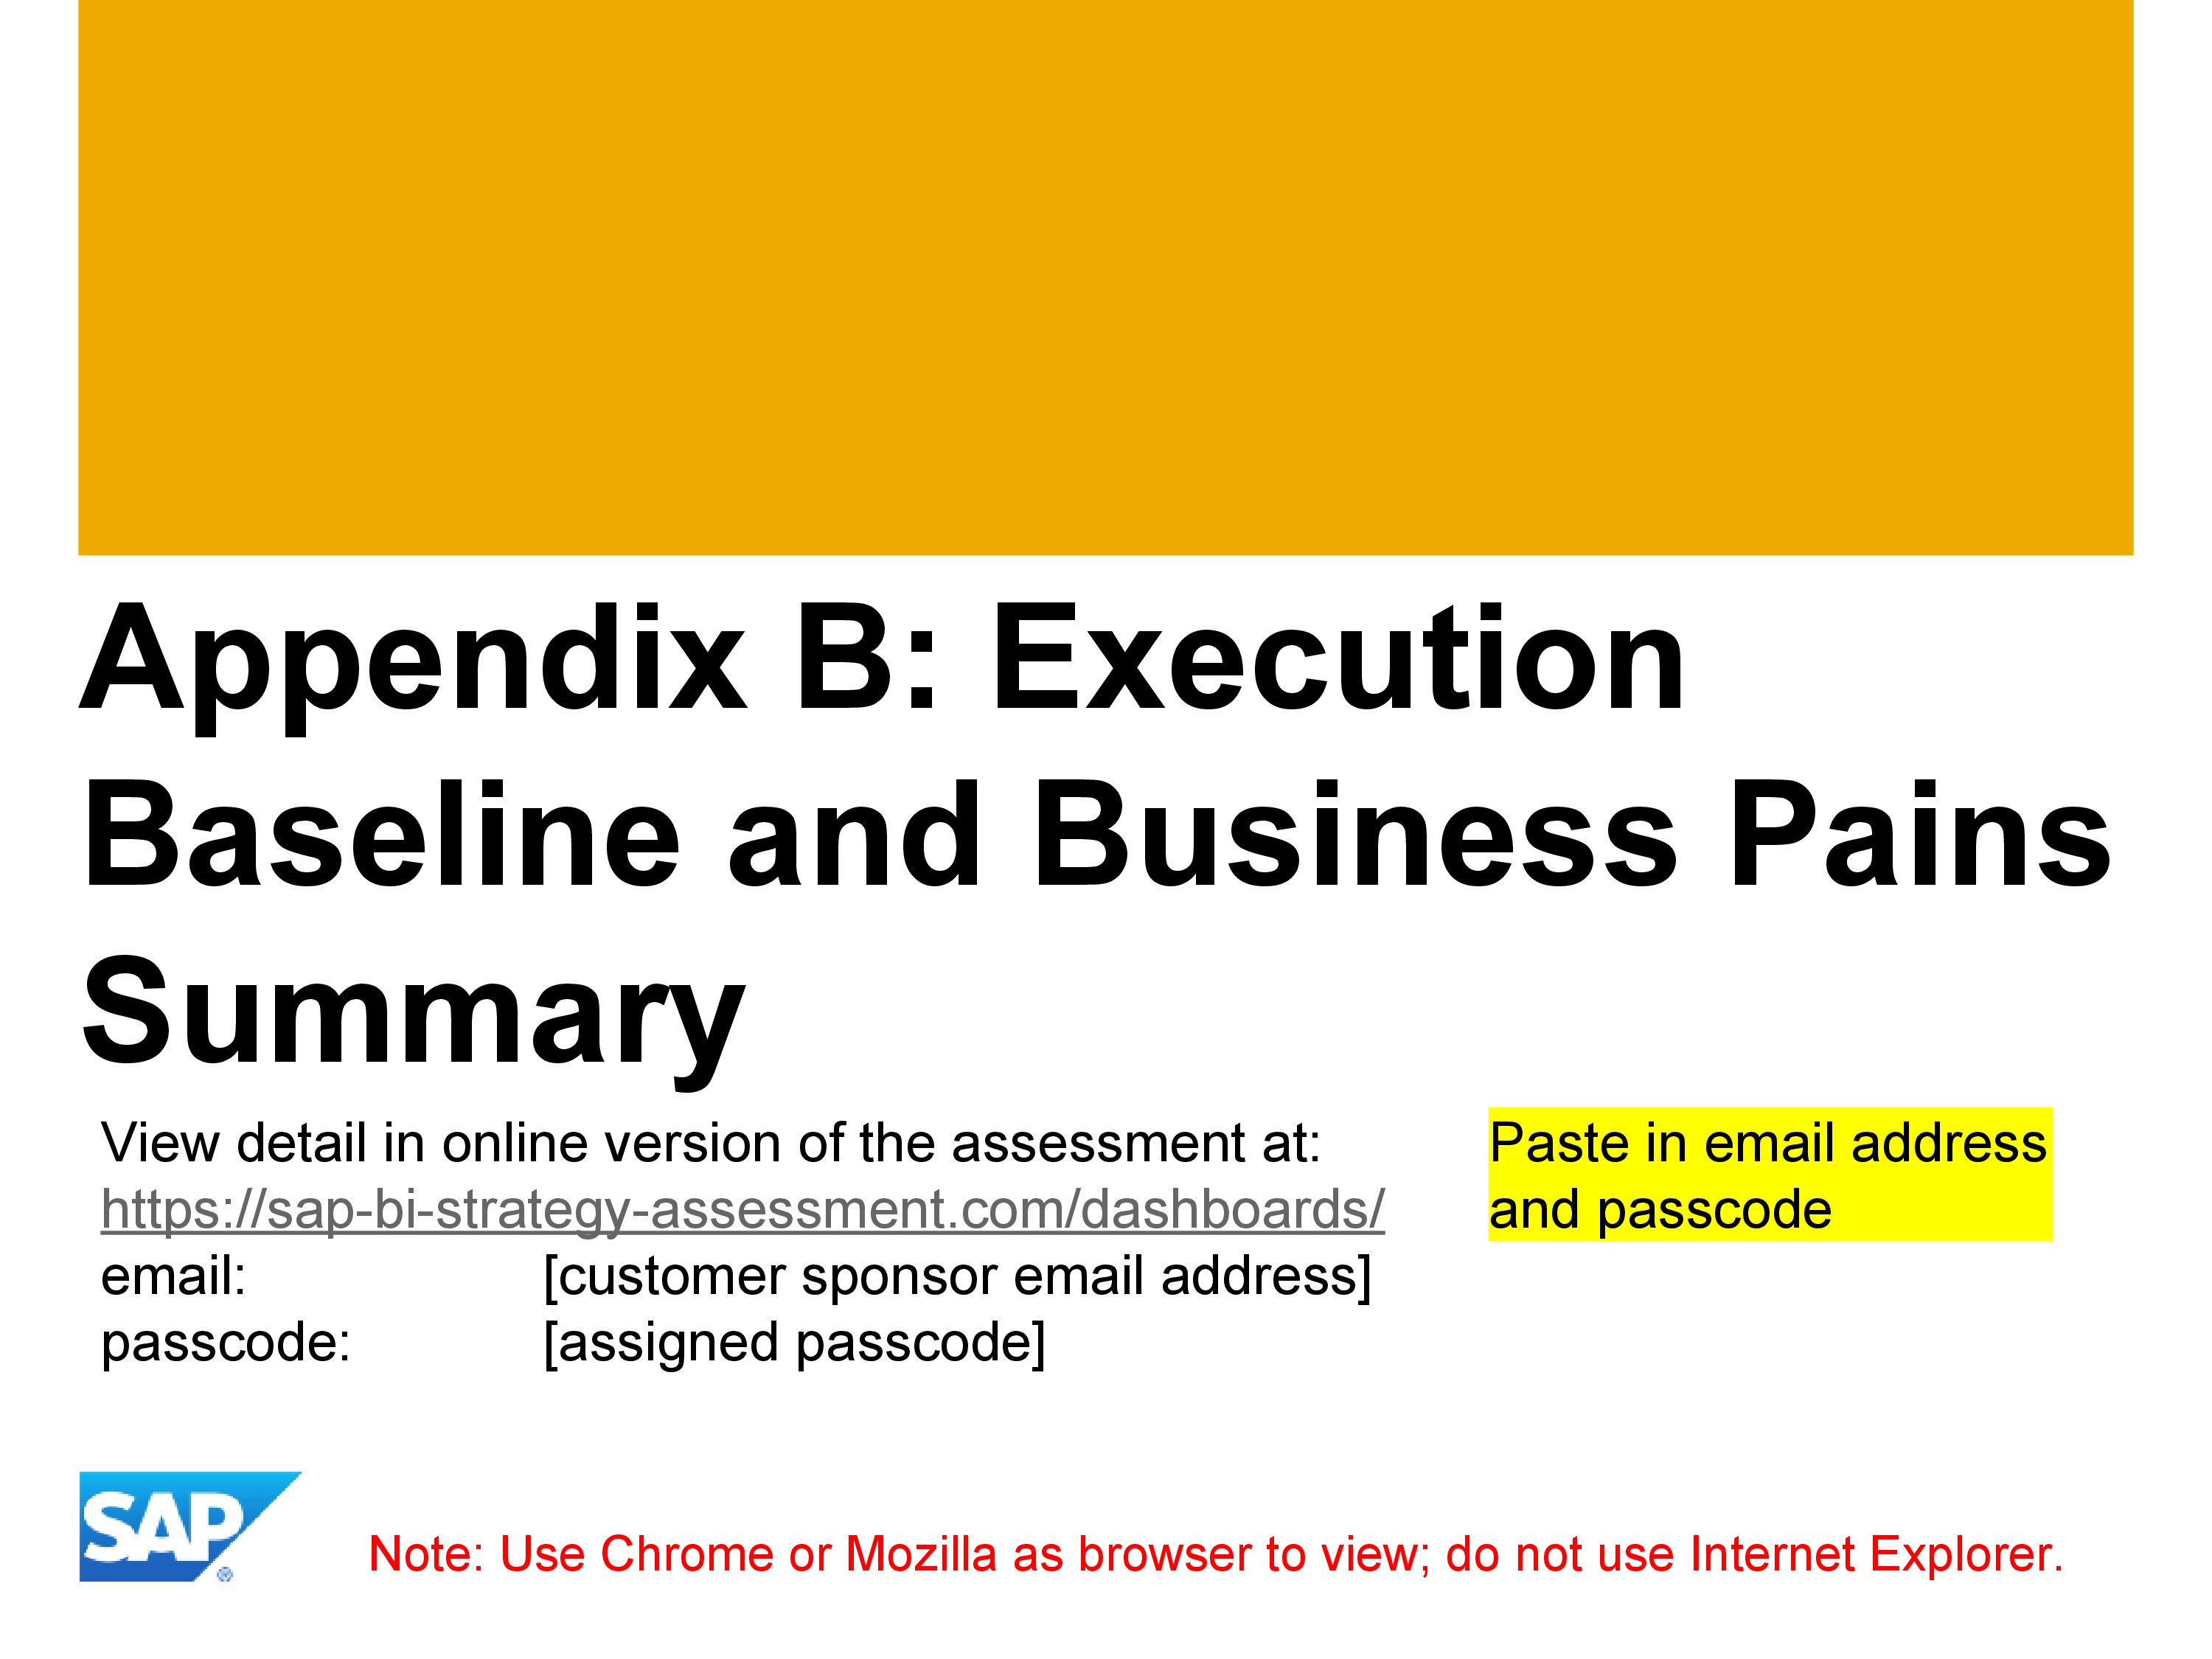 Appendix B: Execution
Baseline and Business Pains
Summary
View detail in online version of the assessment at:
https://sap-bi-strategy-assessment.com/dashboards/
email: [customer sponsor email address]
passcode: [assigned passcode]
Paste in email address
and passcode
SAP ®
Note: Use Chrome or Mozilla as browser to view; do not use Internet Explorer.